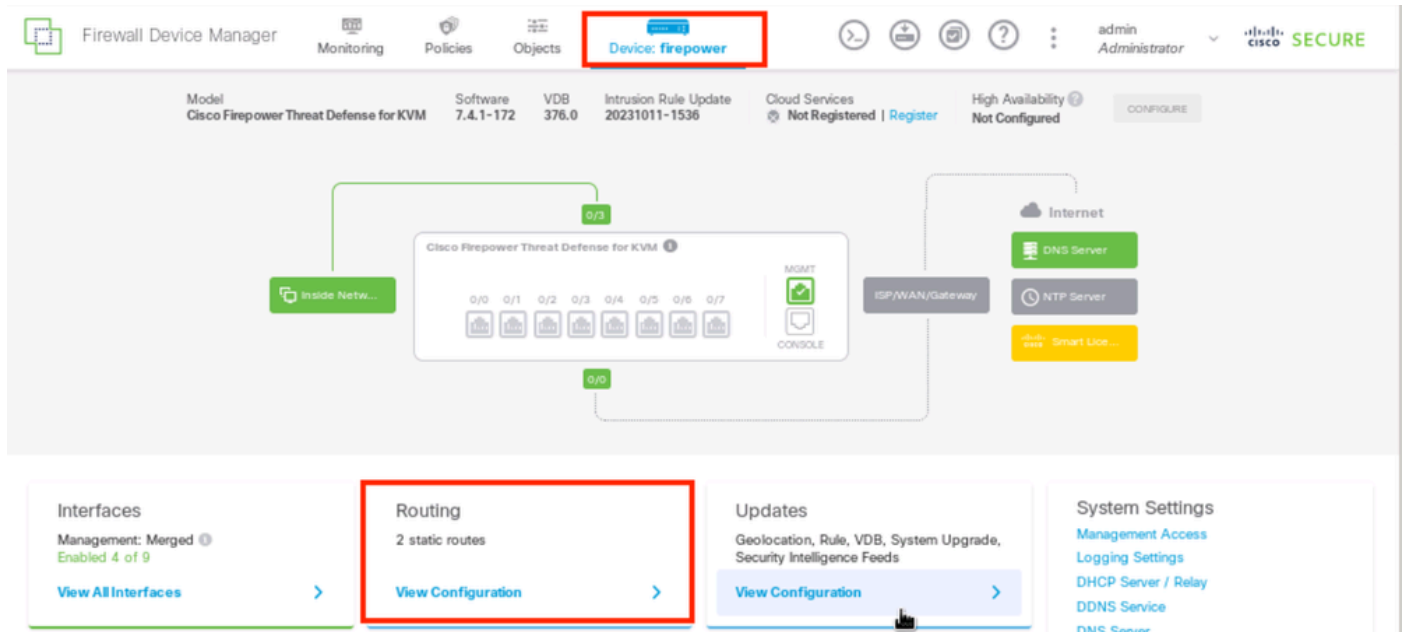 Firewall Device Manager
Monitoring
Policies
Objects
Device: firepower
admin
Administrator
cisco SECURE
Model
Cisco Firepower Threat Defense for KVM
Software
7.4.1-172
VDB
376.0
Intrusion Rule Update
20231011-1536
Cloud Services
Not Registered | Register
High Availability
Not Configured
CONFIGURE
0/3
Internet
Cisco Firepower Threat Defense for KVM
DNS Server
MGMT
Inside Netw...
0/0 0/1 0/2 0/3 0/4 0/5 0/6 0/7
ISP/WAN/Gateway
NTP Server
CONSOLE
Smart Lice...
0/0
Interfaces
Management: Merged
Enabled 4 of 9
View All Interfaces
Routing
2 static routes
View Configuration
Updates
Geolocation, Rule, VDB, System Upgrade,
Security Intelligence Feeds
View Configuration
System Settings
Management Access
Logging Settings
DHCP Server / Relay
DDNS Service
DNS Server